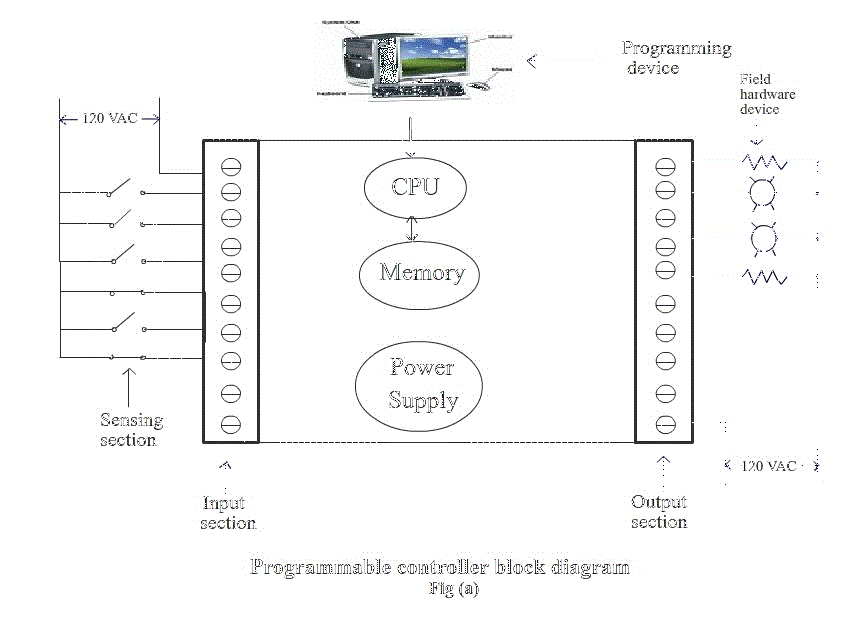 Programming
device
Field
hardware
device
120 VAC
CPU
Memory
Power
Supply
Sensing
section
120 VAC
Input
section
Output
section
Programmable controller block diagram
Fig (a)